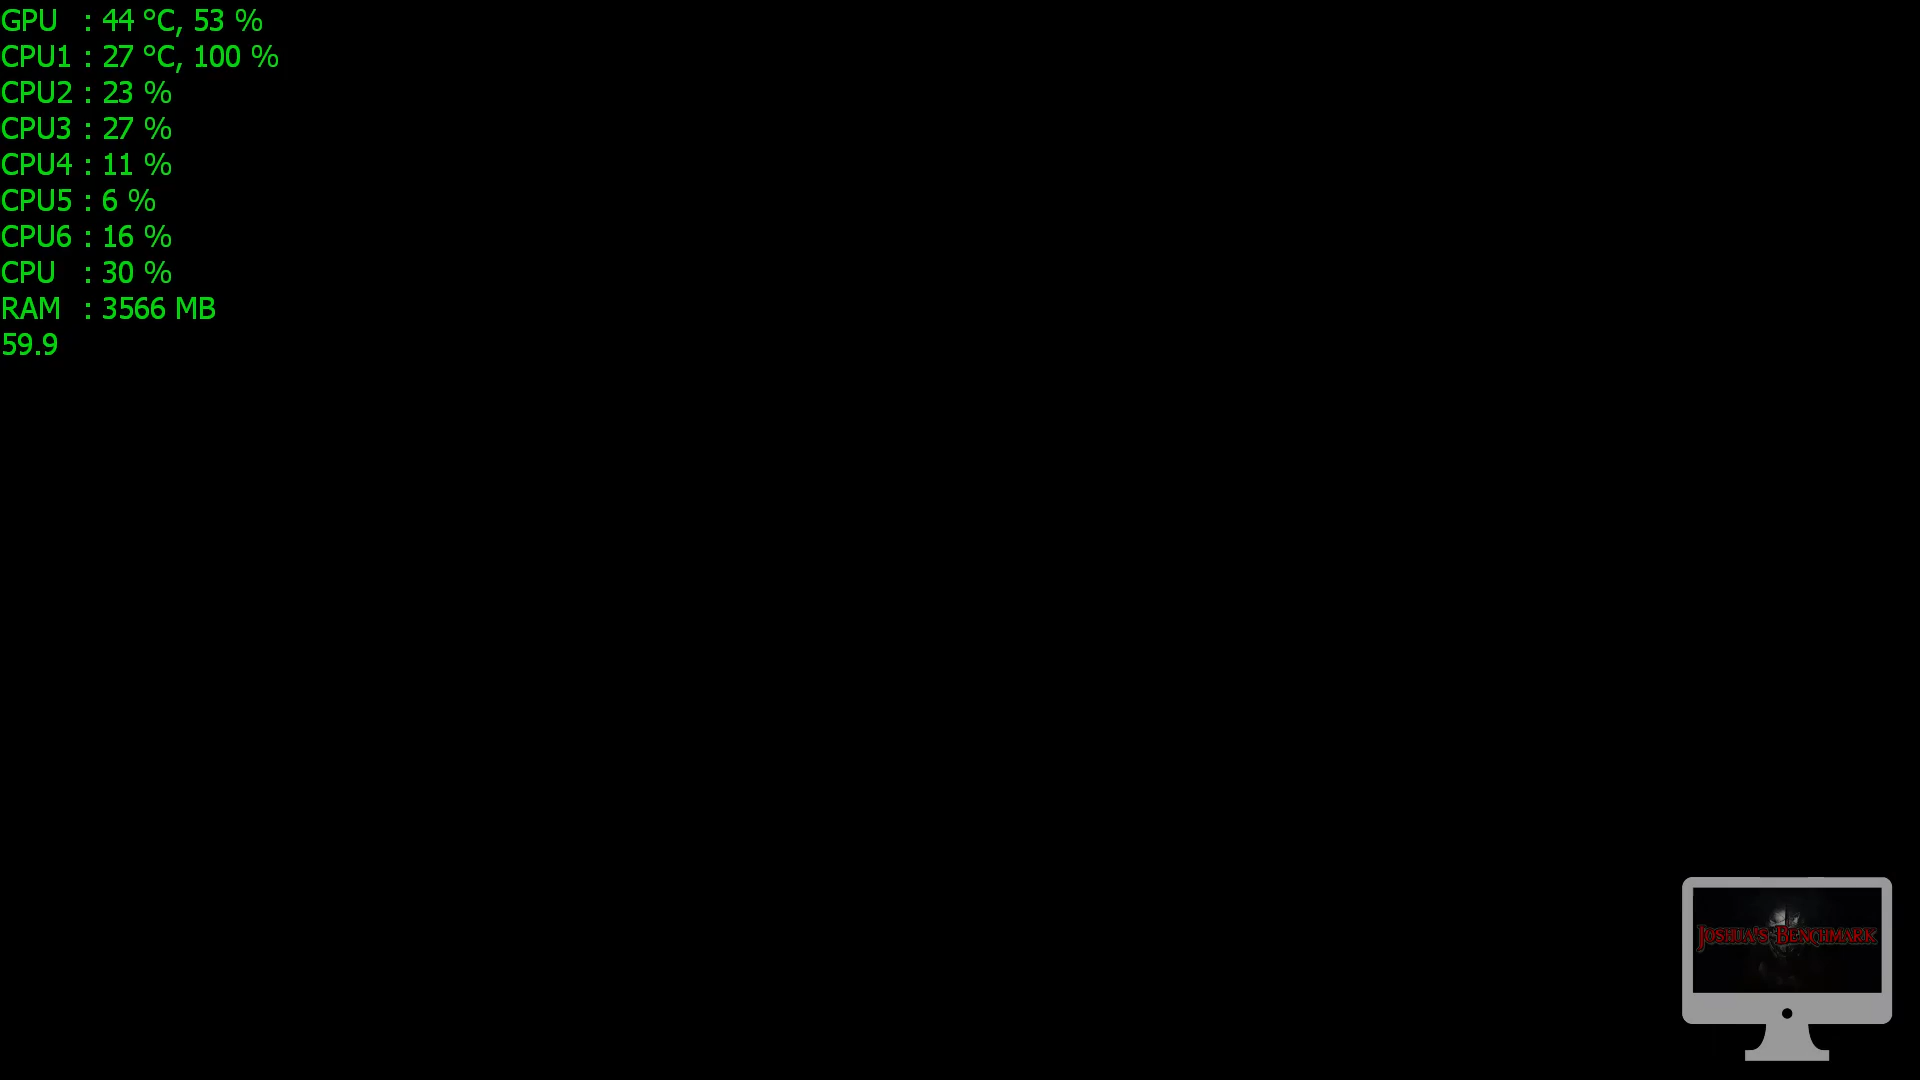 GPU : 44 °C, 53 %
CPU1 : 27 °C, 100 %
CPU2 : 23 %
CPU3 : 27 %
CPU4 : 11 %
CPU5 : 6 %
CPU6 : 16 %
CPU : 30 %
RAM : 3566 MB
59.9
JOSHUA'S BENCHMARK